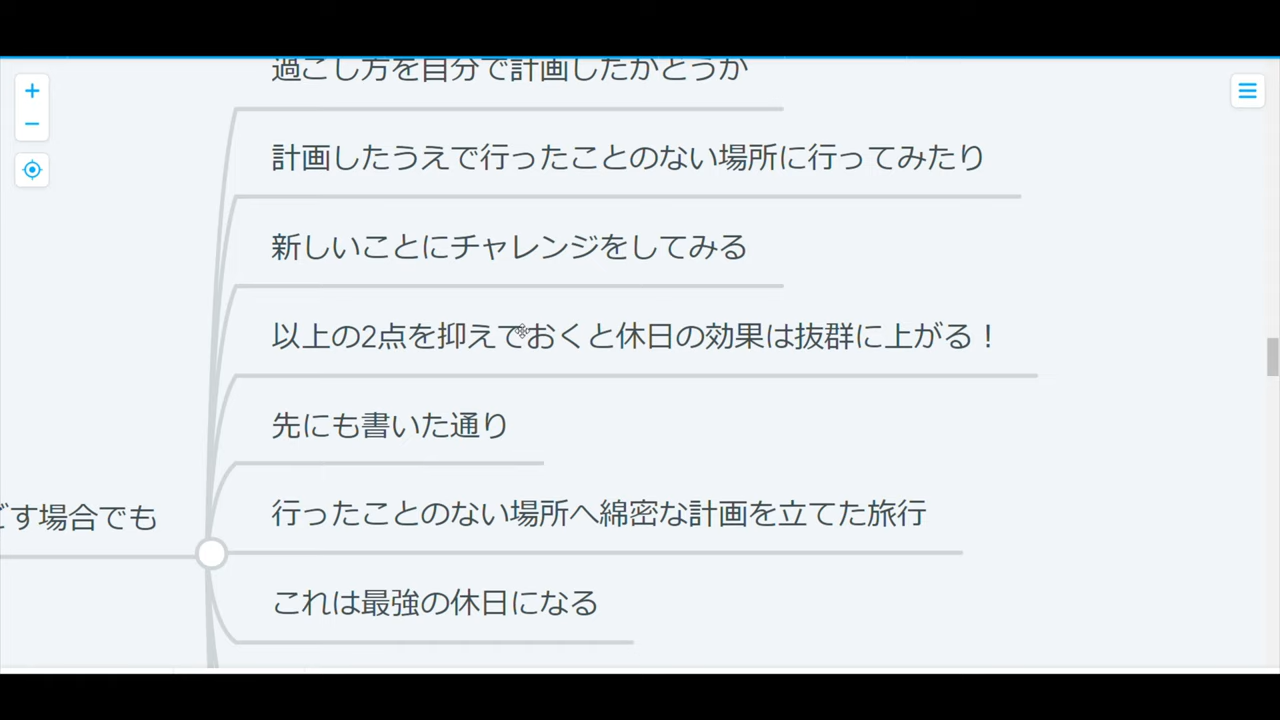 過ごし方を自分で計画したかどうか
計画したうえで行ったことのない場所に行ってみたり
新しいことにチャレンジをしてみる
以上の2点を抑えておくと休日の効果は抜群に上がる！
先にも書いた通り
ごす場合でも
行ったことのない場所へ綿密な計画を立てた旅行
これは最強の休日になる